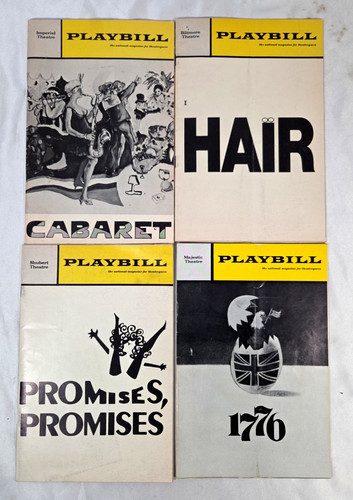 Imperial
Theatre
PLAYBILL
the national magazine for theatregoers
CABARET
Biltmore
Theatre
PLAYBILL
the national magazine for theatregoers
HAIR
Shubert
Theatre
PLAYBILL
the national magazine for theatregoers
PROMISES,
PROMISES
Majestic
Theatre
PLAYBILL
the national magazine for theatregoers
1776